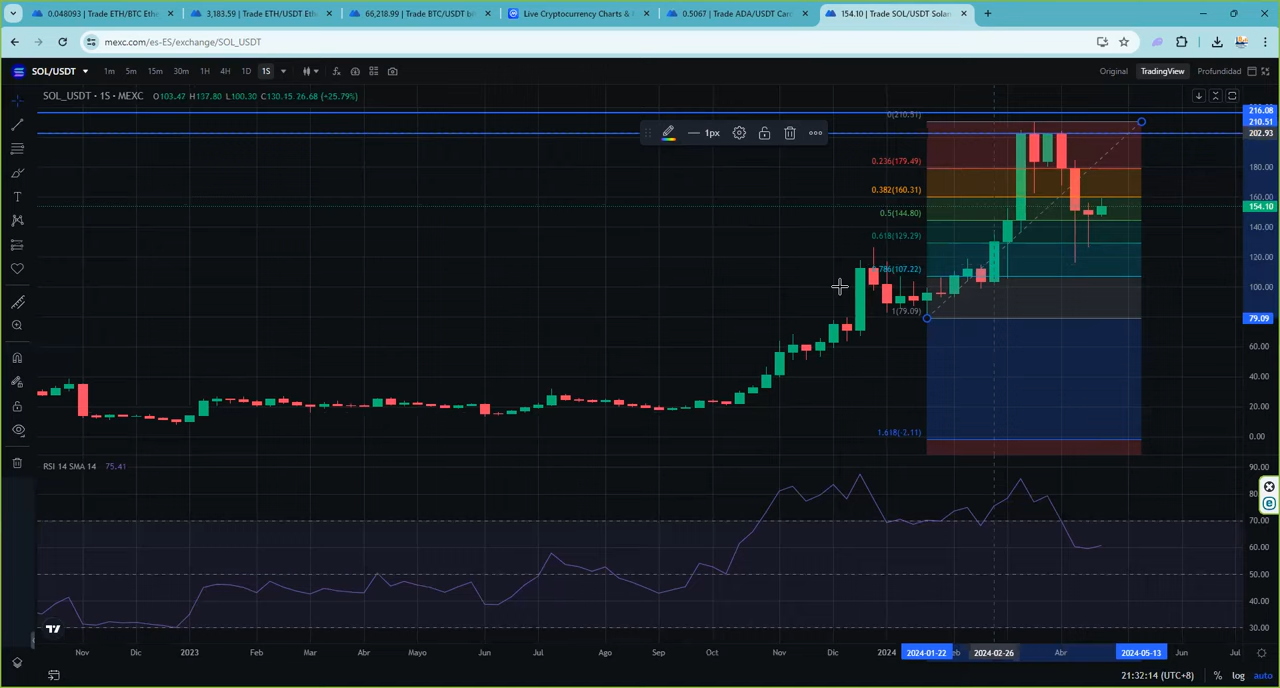 0.048093 | Trade ETH/BTC Ethe
3,183.59 | Trade ETH/USDT Ethe
66,218.99 | Trade BTC/USDT bi
Live Cryptocurrency Charts & I
0.5067 | Trade ADA/USDT Car
154.10 | Trade SOL/USDT Solan
mexc.com/es-ES/exchange/SOL_USDT
SOL/USDT 1m 5m 15m 30m 1H 4H 1D 1S Original TradingView Profundidad
SOL_USDT · 1S · MEXC O103.47 H137.80 L100.30 C130.15 26.68 (+25.79%)
216.08
0(210.51)
210.51
1px
202.93
0.236(179.49)
180.00
0.382(160.31)
160.00
154.10
0.5(144.80)
140.00
0.618(129.29)
120.00
0.786(107.22)
100.00
1(79.09)
79.09
60.00
40.00
20.00
1.618(-2.11)
0.00
RSI 14 SMA 14 75.41
90.00
80.00
70.00
60.00
50.00
40.00
30.00
Nov Dic 2023 Feb Mar Abr May Jun Jul Ago Sep Oct Nov Dic 2024 2024-01-22 eb 2024-02-26 Abr 2024-05-13 Jun Jul
21:32:14 (UTC+8) % log auto